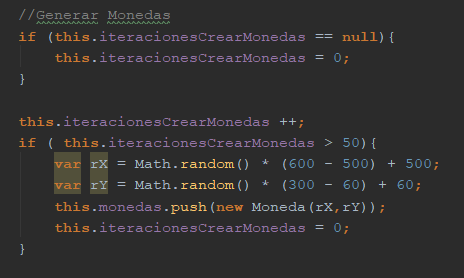 //Generar Monedas
if (this.iteracionesCrearMonedas == null){
    this.iteracionesCrearMonedas = 0;
}

this.iteracionesCrearMonedas ++;
if ( this.iteracionesCrearMonedas > 50){
    var rX = Math.random() * (600 - 500) + 500;
    var rY = Math.random() * (300 - 60) + 60;
    this.monedas.push(new Moneda(rX,rY));
    this.iteracionesCrearMonedas = 0;
}